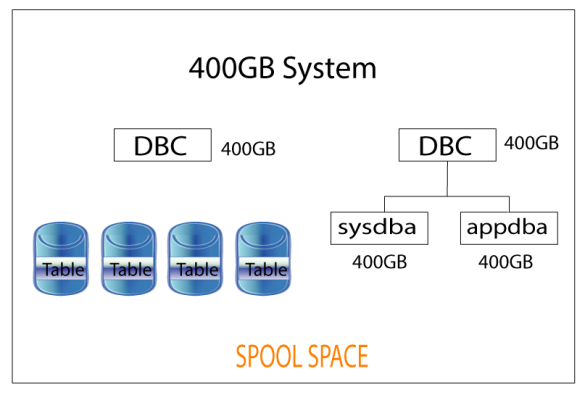 400GB System
DBC 400GB
DBC 400GB
sysdba appdba
400GB 400GB
Table Table Table Table
SPOOL SPACE